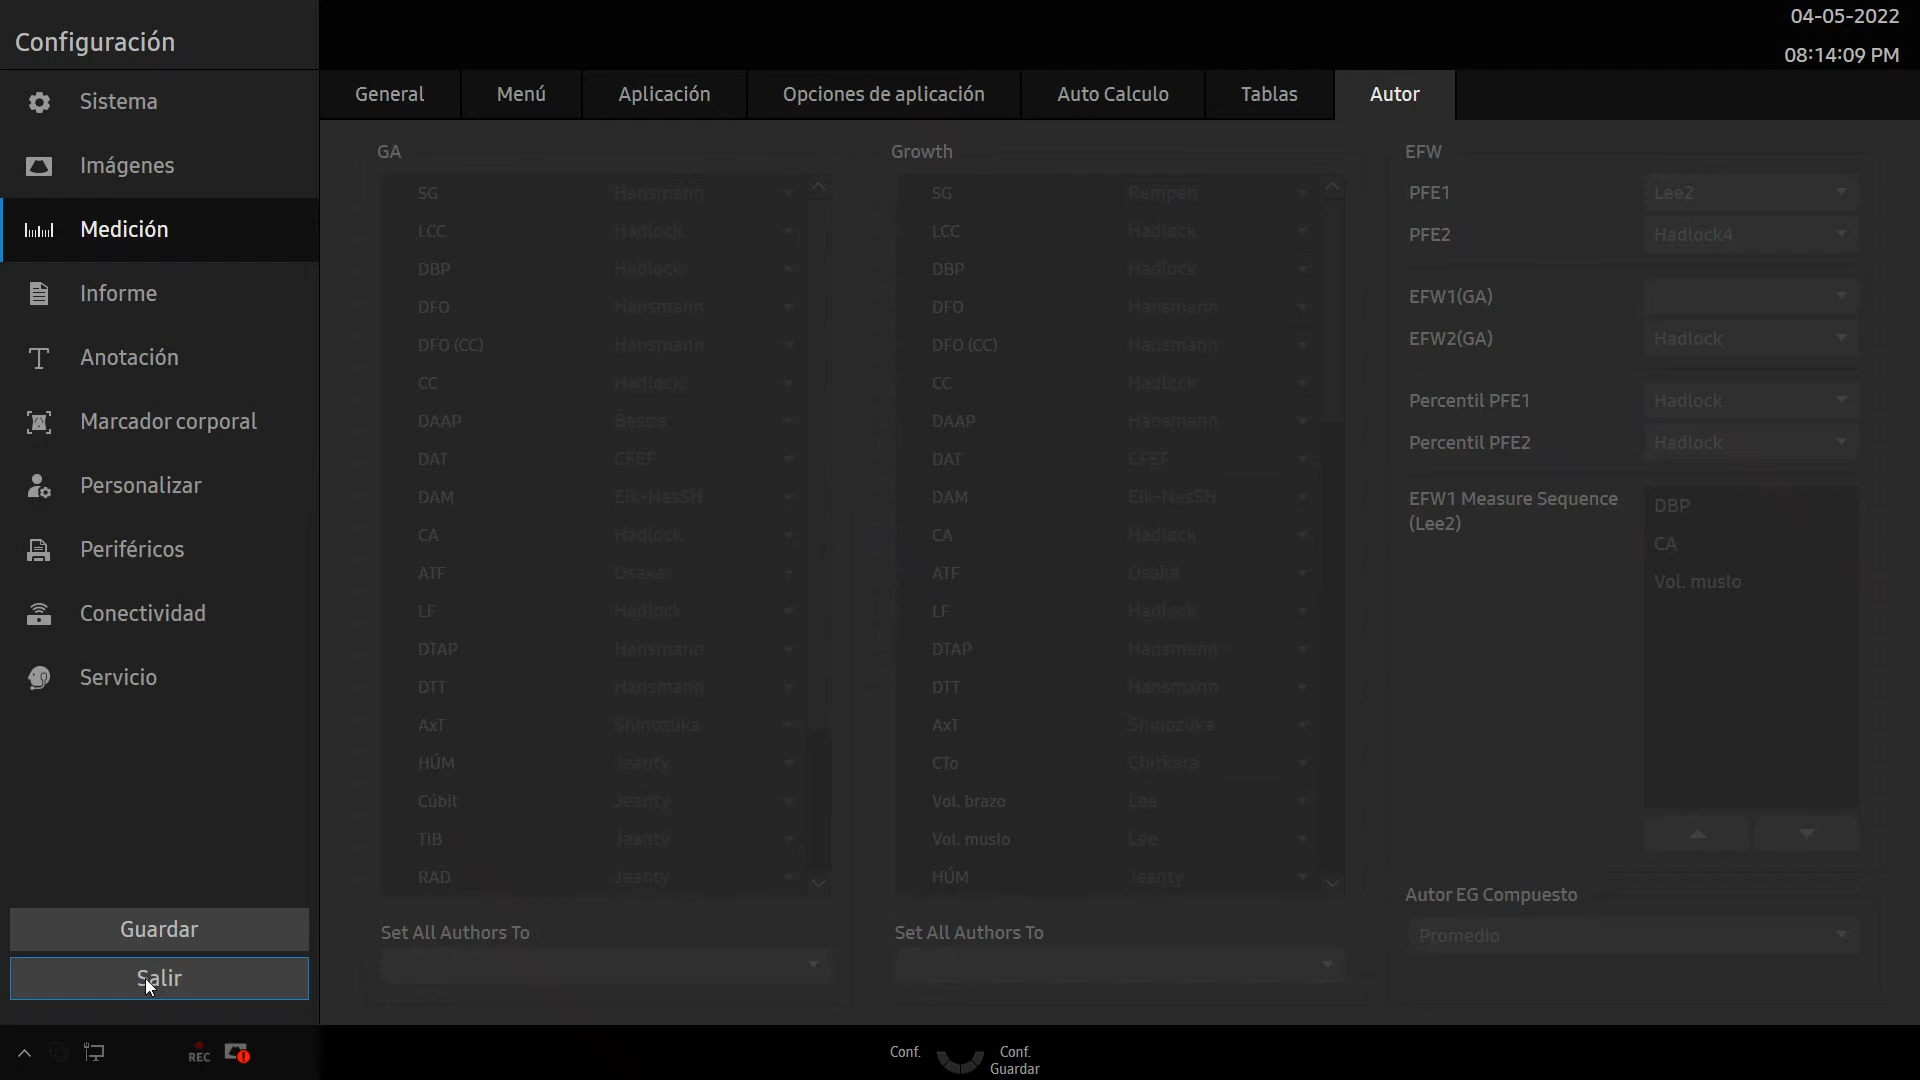 Configuración
04-05-2022
08:14:09 PM
Sistema
Imágenes
Medición
Informe
Anotación
Marcador corporal
Personalizar
Periféricos
Conectividad
Servicio
Guardar
Salir
General Menú Aplicación Opciones de aplicación Auto Calculo Tablas Autor
GA
SG Hansmann
LCC Hadlock
DBP Hadlock
DFO Hansmann
DFO (CC) Hansmann
CC Hadlock
DAAP Bessis
DAT CFEF
DAM Eik-NesSH
CA Hadlock
ATF Osaka
LF Hadlock
DTAP Hansmann
DTT Hansmann
AxT Shinozuka
HÚM Jeanty
Cúbit Jeanty
TIB Jeanty
RAD Jeanty
Set All Authors To
Growth
SG Rempen
LCC Hadlock
DBP Hadlock
DFO Hansmann
DFO (CC) Hansmann
CC Hadlock
DAAP Hansmann
DAT CFEF
DAM Eik-NesSH
CA Hadlock
ATF Osaka
LF Hadlock
DTAP Hansmann
DTT Hansmann
AxT Shinozuka
CTo Chitkara
Vol. brazo Lee
Vol. muslo Lee
HÚM Jeanty
Set All Authors To
EFW
PFE1 Lee2
PFE2 Hadlock4
EFW1(GA)
EFW2(GA) Hadlock
Percentil PFE1 Hadlock
Percentil PFE2 Hadlock
EFW1 Measure Sequence
(Lee2)
DBP
CA
Vol. muslo
Autor EG Compuesto
Promedio
REC
Conf.
Conf.
Guardar